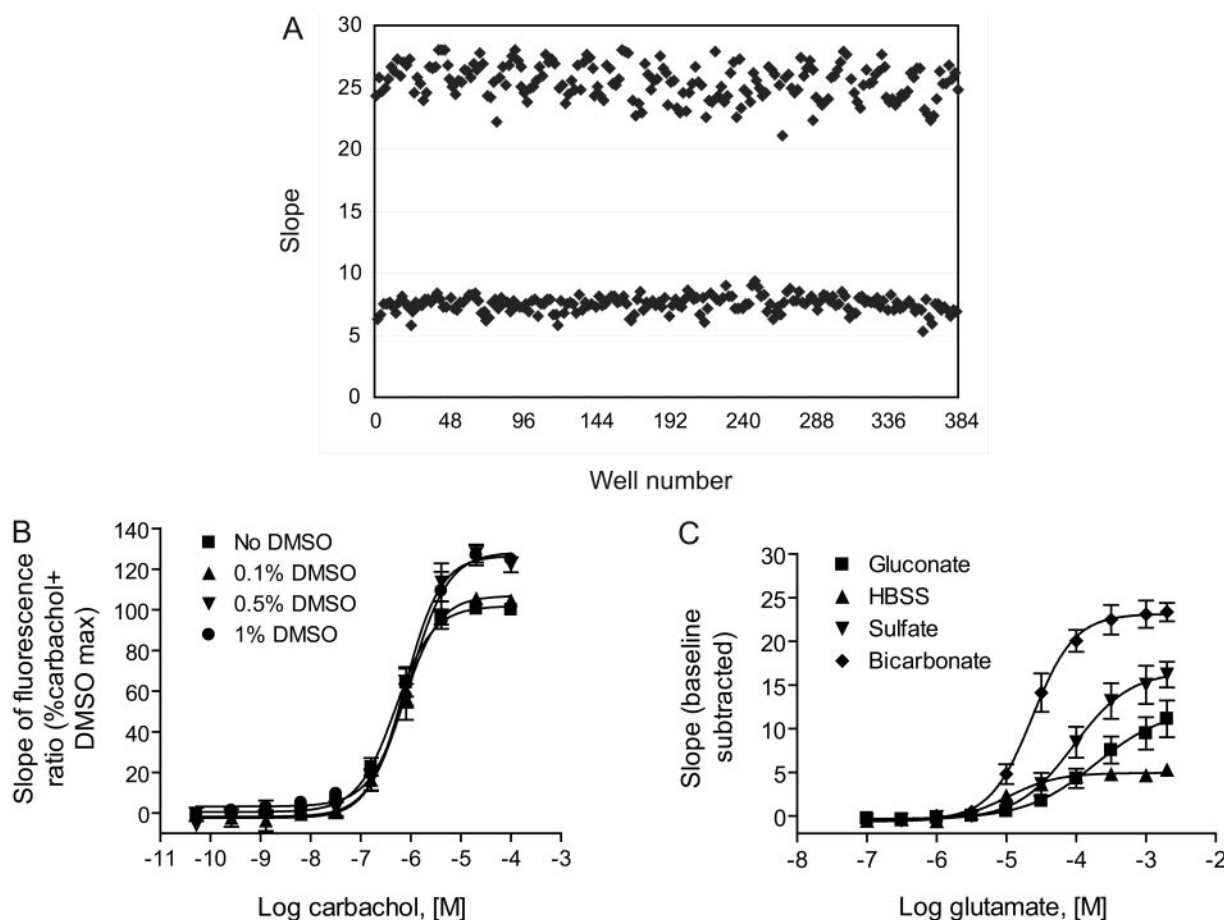 A
30
25
20
15
10
5
0
Slope
0 48 96 144 192 240 288 336 384
Well number
B
No DMSO
0.1% DMSO
0.5% DMSO
1% DMSO
140
120
100
80
60
40
20
0
Slope of fluorescence
ratio (%carbachol+
DMSO max)
-11 -10 -9 -8 -7 -6 -5 -4 -3
Log carbachol, [M]
C
Gluconate
HBSS
Sulfate
Bicarbonate
30
25
20
15
10
5
0
Slope (baseline
subtracted)
-8 -7 -6 -5 -4 -3 -2
Log glutamate, [M]